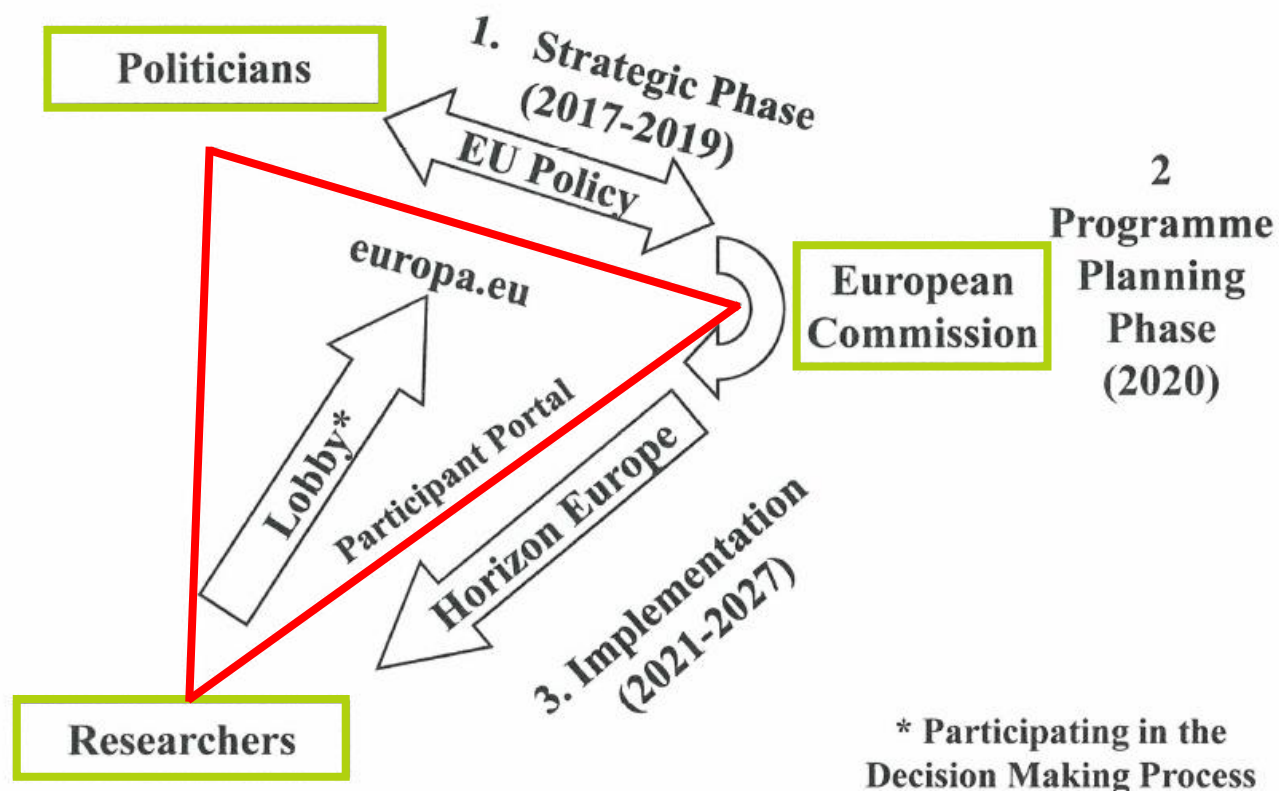 Politicians
1. Strategic Phase
(2017-2019)
EU Policy
2
Programme
Planning
Phase
(2020)
europa.eu
European
Commission
Lobby*
Participant Portal
Horizon Europe
3. Implementation
(2021-2027)
Researchers
* Participating in the
Decision Making Process